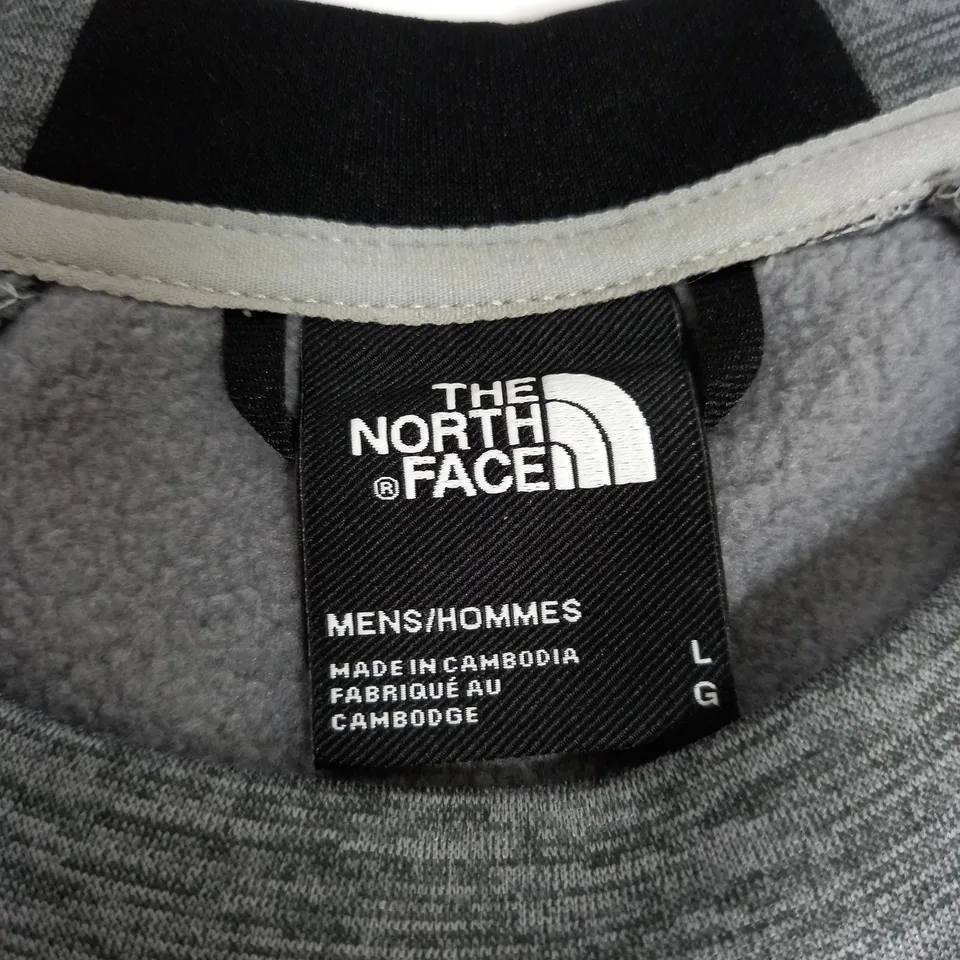 THE
NORTH
® FACE
MENS/HOMMES
MADE IN CAMBODIA
FABRIQUÉ AU
CAMBODGE
L
G